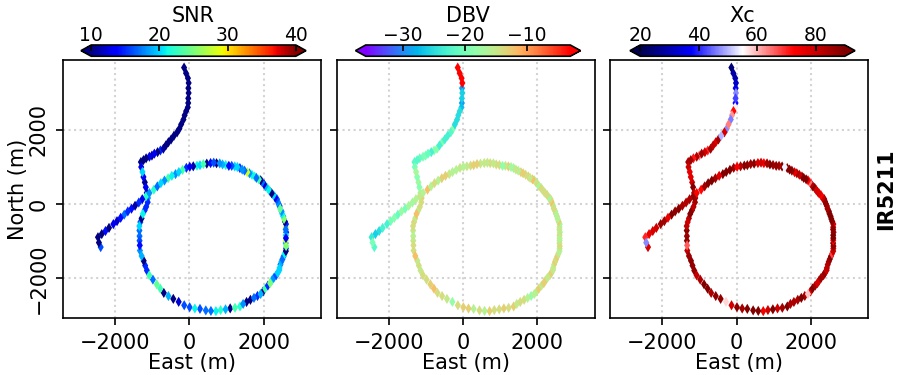 SNR
10 20 30 40
DBV
−30 −20 −10
Xc
20 40 60 80
North (m)
2000
0
−2000
IR5211
−2000 0 2000
−2000 0 2000
−2000 0 2000
East (m)
East (m)
East (m)